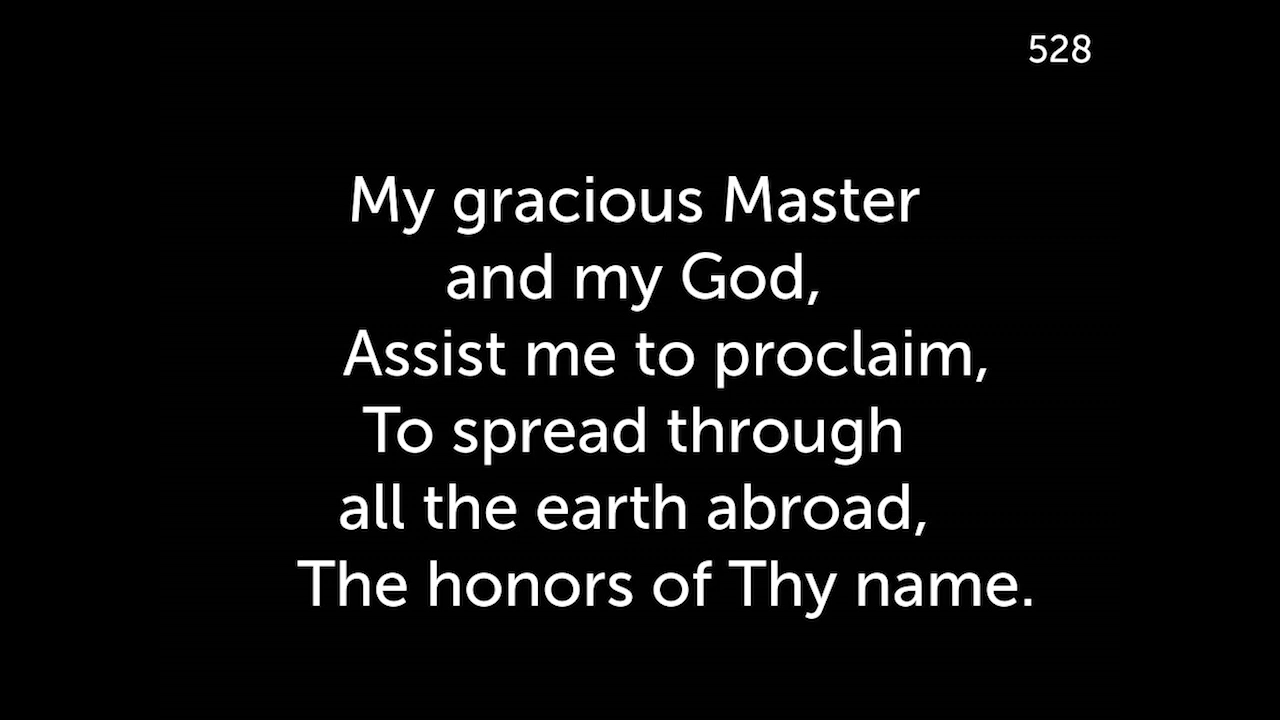 528
My gracious Master
and my God,
Assist me to proclaim,
To spread through
all the earth abroad,
The honors of Thy name.